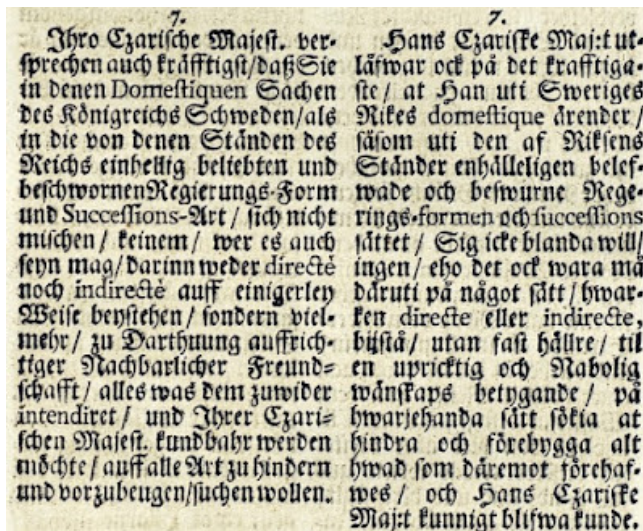 7.
Ihro Czarische Majest. ver-
sprechen auch kräfftigst/daß Sie
in denen Domestiquen Sachen
des Königreichs Schweden/als
in die von denen Ständen des
Reichs einhellig beliebten und
beschwornen Regierungs-Form
und Successions-Art / sich nicht
mischen / keinem / wer es auch
seyn mag/darinn weder directè
noch indirectè auff einigerley
Weise beystehen / sondern viel-
mehr / zu Darthuung auffrich-
tiger Nachbarlicher Freund=
schafft / alles was dem zuwider
intendiret / und Ihrer Czari=
schen Majest. kundbahr werden
möchte / auff alle Art zu hindern
und vorzubeugen/suchen wollen.
7.
Hans Czariske Maj:t ut-
läfwar ock på det krafftiga-
ste / at Han uti Sweriges
Rikes domestique ärender /
såsom uti den af Riksens
Ständer enhälleligen belef-
wade och beswurne Rege-
rings-formen och successions
sättet / Sig icke blanda will/
ingen / eho det ock wara må
däruti på något sätt / hwar-
ken directe eller indirecte,
bijstå / utan fast hällre / til
en upricktig och Nabolig
wänskaps betygande / på
hwarjehanda sätt sökia at
hindra och förebygga alt
hwad som däremot förehaf-
wes / och Hans Czariske
Maj:t kunnigt blifwa kunde.